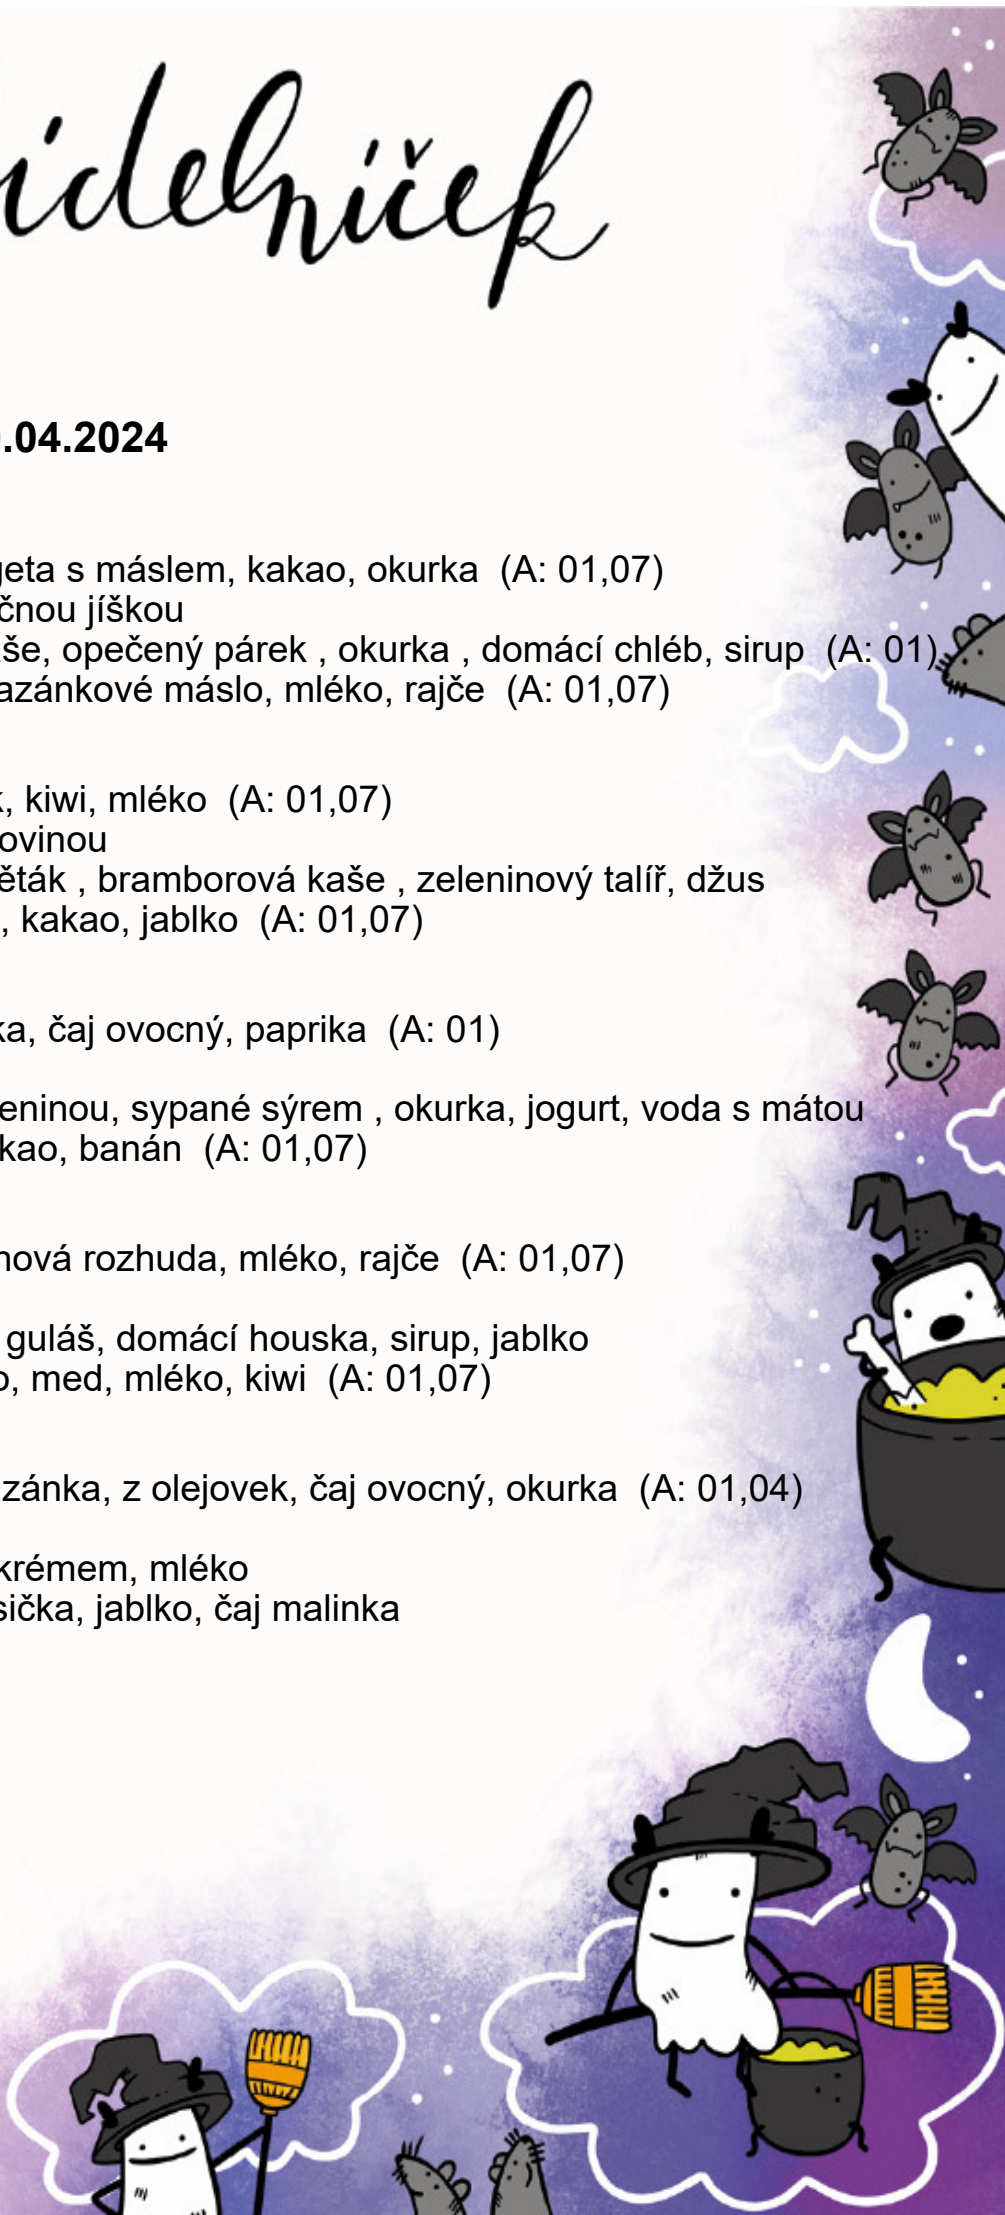 ídelníček
.04.2024
geta s máslem, kakao, okurka (A: 01,07)
čnou jíškou
še, opečený párek , okurka , domácí chléb, sirup (A: 01)
azánkové máslo, mléko, rajče (A: 01,07)
, kiwi, mléko (A: 01,07)
ovinou
ěták , bramborová kaše , zeleninový talíř, džus
, kakao, jablko (A: 01,07)
ka, čaj ovocný, paprika (A: 01)
eninou, sypané sýrem , okurka, jogurt, voda s mátou
kao, banán (A: 01,07)
nová rozhuda, mléko, rajče (A: 01,07)
guláš, domácí houska, sirup, jablko
o, med, mléko, kiwi (A: 01,07)
zánka, z olejovek, čaj ovocný, okurka (A: 01,04)
krémem, mléko
sička, jablko, čaj malinka